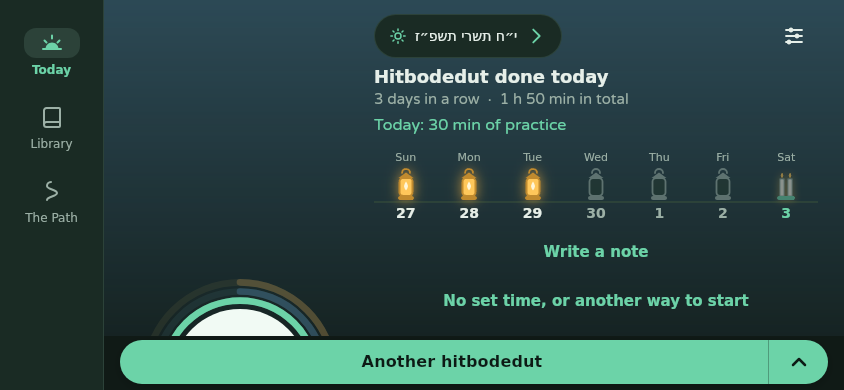 Today
Library
The Path
י״ח תשרי תשפ״ז
Hitbodedut done today
3 days in a row · 1 h 50 min in total
Today: 30 min of practice
Sun Mon Tue Wed Thu Fri Sat
27 28 29 30 1 2 3
Write a note
No set time, or another way to start
Another hitbodedut